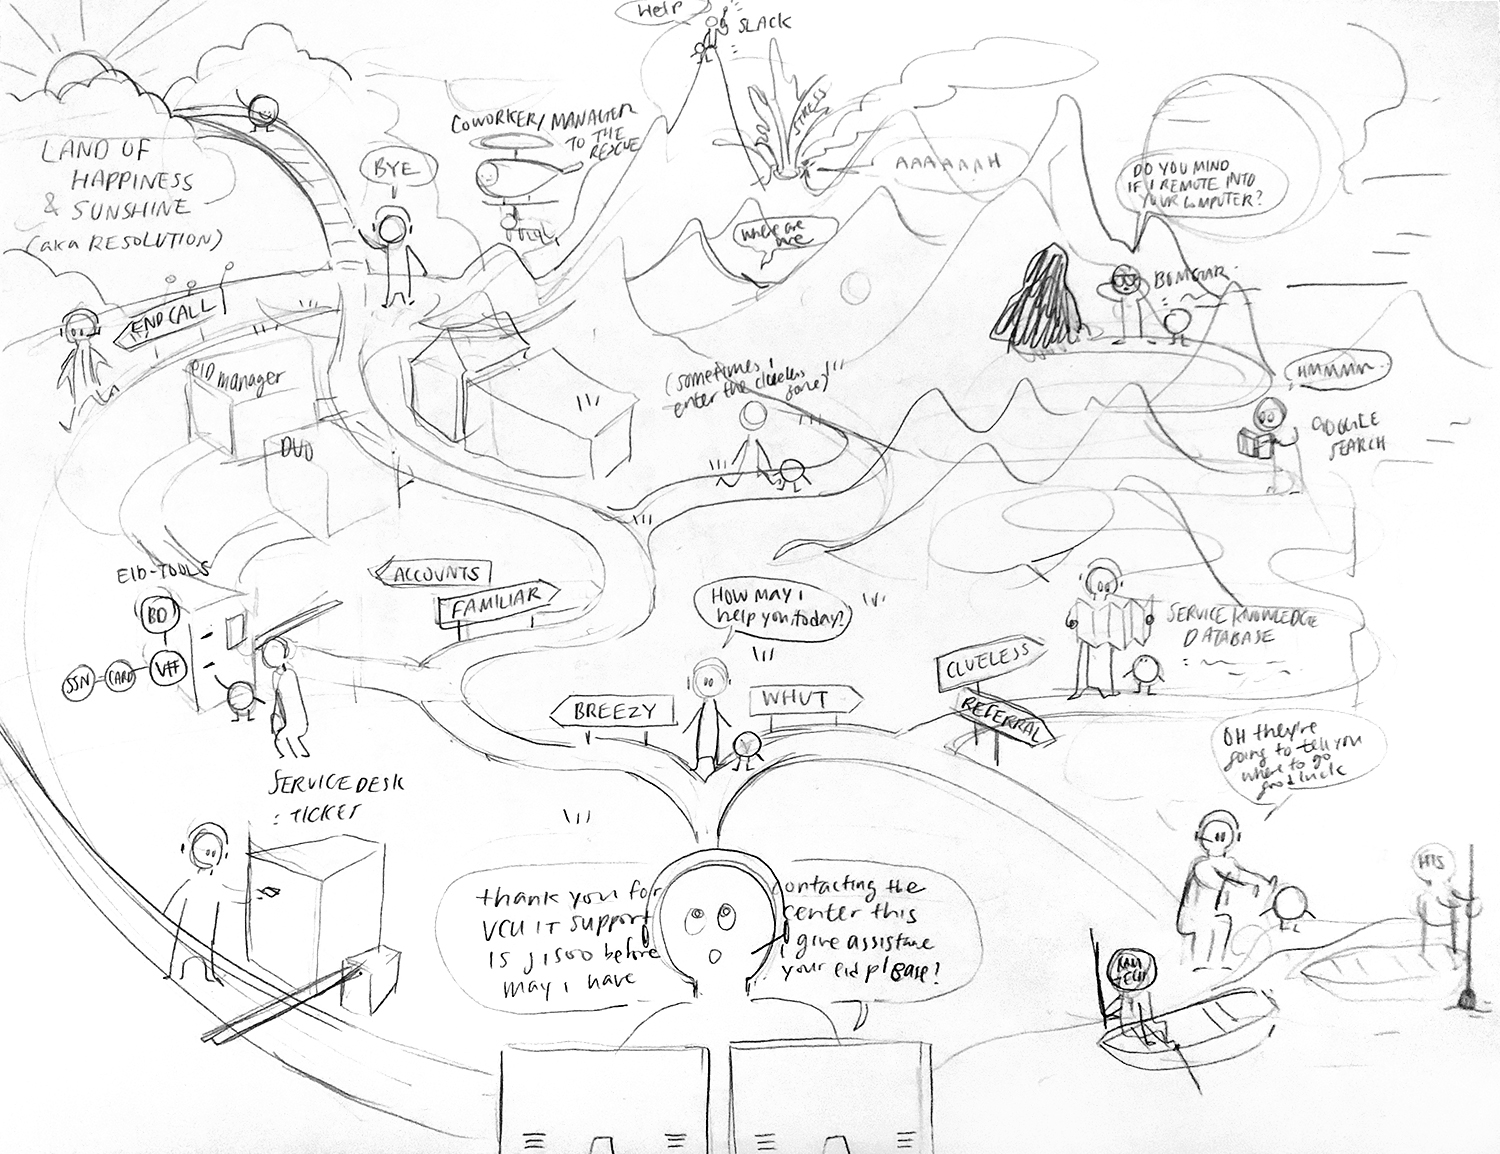 Help
SLACK
COWORKER/MANAGER
TO THE
RESCUE
STRESS
AAAAAAH
LAND OF
HAPPINESS
& SUNSHINE
(aka RESOLUTION)
BYE
where are
we
DO YOU MIND
IF I REMOTE INTO
YOUR COMPUTER?
BOMGAR
END CALL
EID manager
DUO
(sometimes i
enter the clueless
zone)
HMMMM.
GOOGLE
SEARCH
EID-TOOLS
BD
SSN
CARD
V#
ACCOUNTS
FAMILIAR
HOW MAY I
help you today?
SERVICE KNOWLEDGE
DATABASE
:
CLUELESS
REFERRAL
BREEZY
WHUT
V
OH they're
going to tell you
where to go
good luck
SERVICE DESK
: TICKET
thank you for contacting the
VCU IT support center this
is jisoo before i give assistane
may i have your eid please?
HIS
RAM
TECH